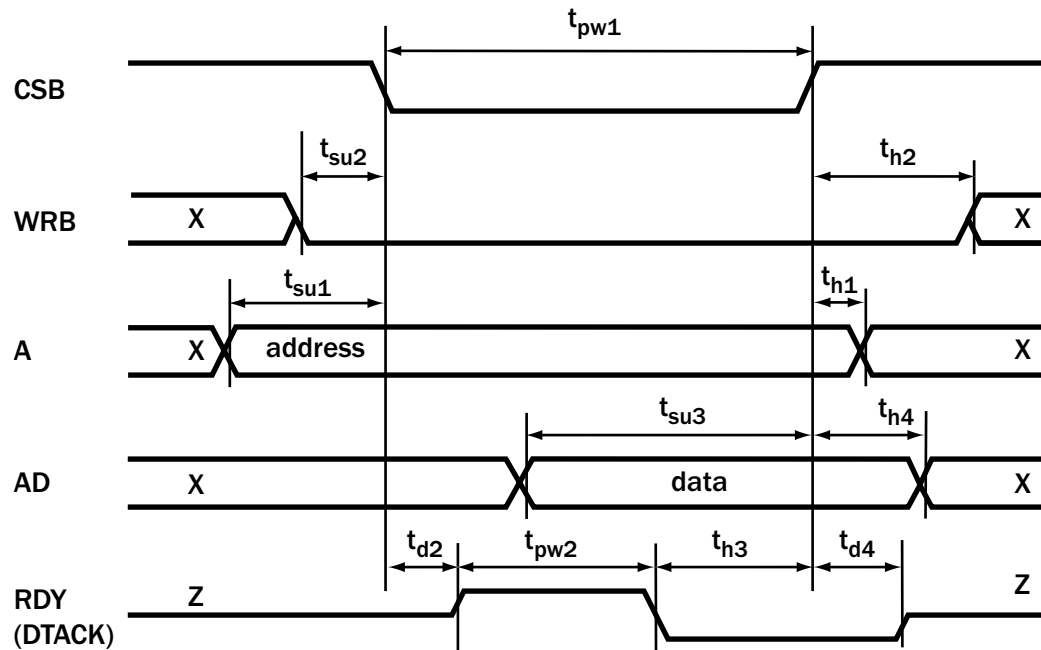 t_pw1
CSB
t_su2 t_h2
WRB X X
t_su1 t_h1
A X address X
t_su3 t_h4
AD X data X
t_d2 t_pw2 t_h3 t_d4
RDY Z Z
(DTACK)